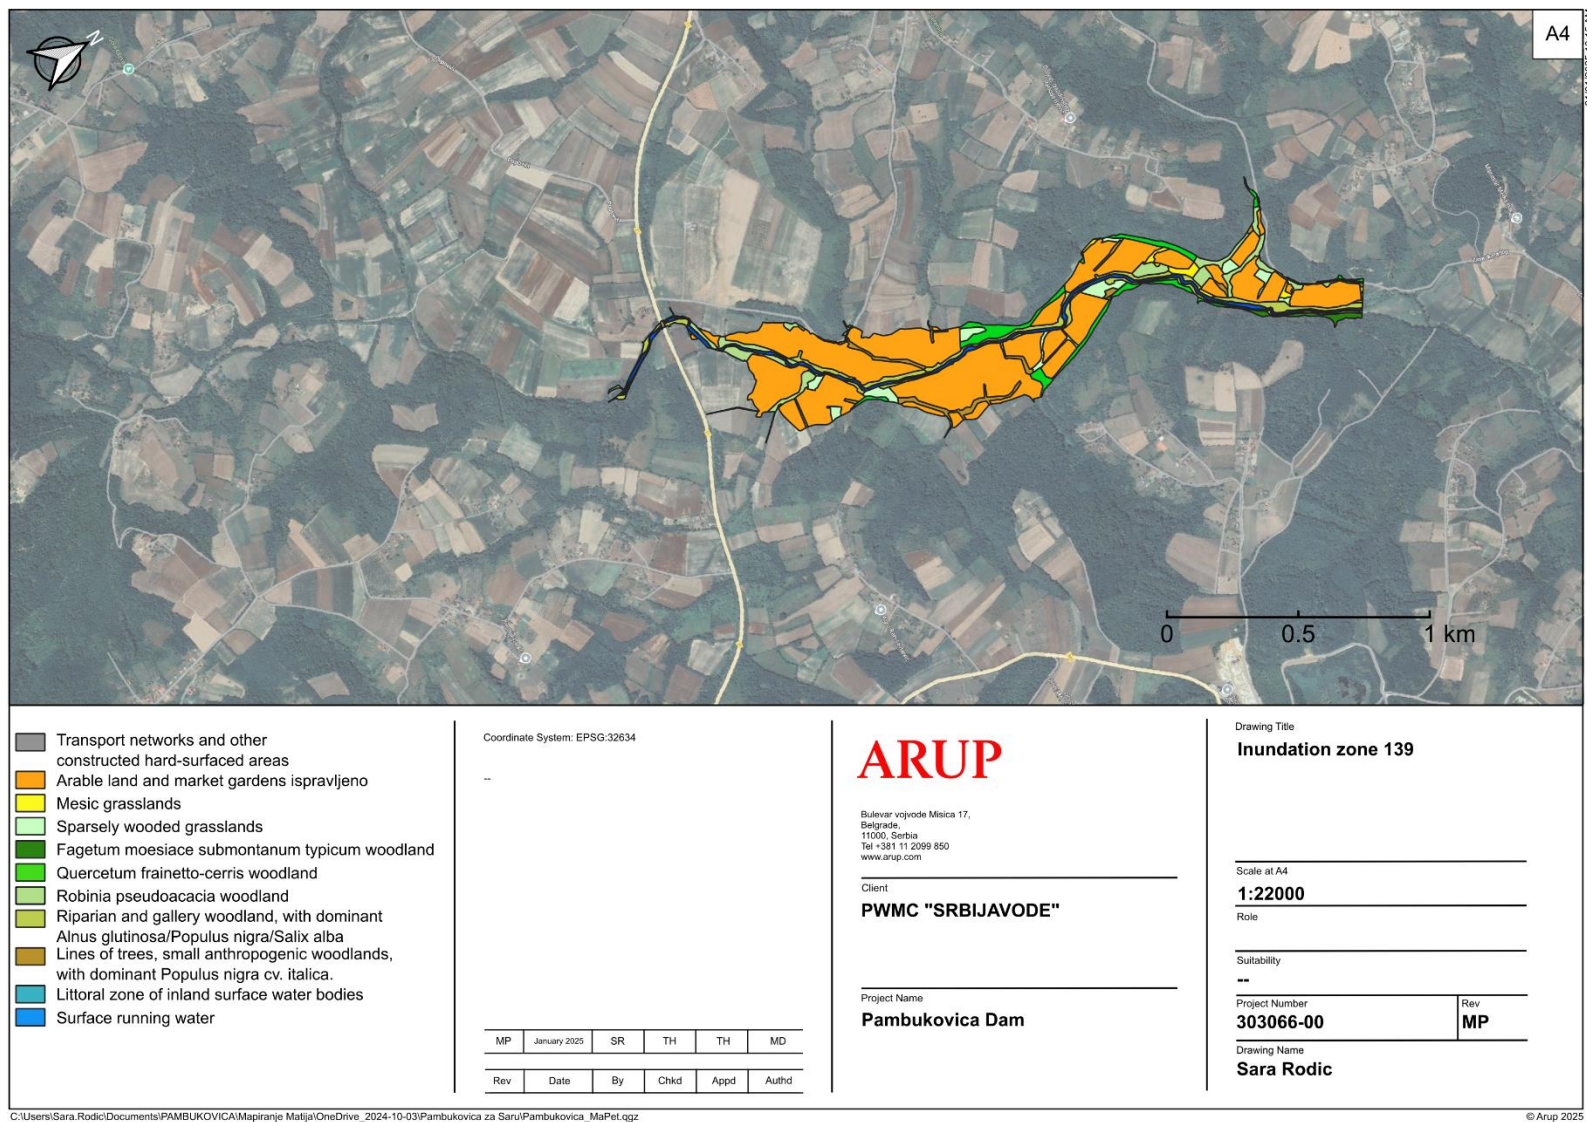 N
A4
0
0.5
1 km
Transport networks and other
constructed hard-surfaced areas
Arable land and market gardens ispravljeno
Mesic grasslands
Sparsely wooded grasslands
Fagetum moesiace submontanum typicum woodland
Quercetum frainetto-cerris woodland
Robinia pseudoacacia woodland
Riparian and gallery woodland, with dominant
Alnus glutinosa/Populus nigra/Salix alba
Lines of trees, small anthropogenic woodlands,
with dominant Populus nigra cv. italica.
Littoral zone of inland surface water bodies
Surface running water
Coordinate System: EPSG:32634
--
MP January 2025 SR TH TH MD
Rev Date By Chkd Appd Authd
ARUP
Bulevar vojvode Misica 17,
Belgrade,
11000, Serbia
Tel +381 11 2099 850
www.arup.com
Client
PWMC "SRBIJAVODE"
Project Name
Pambukovica Dam
Drawing Title
Inundation zone 139
Scale at A4
1:22000
Role
Suitability
--
Project Number
303066-00
Rev
MP
Drawing Name
Sara Rodic
C:\Users\Sara.Rodic\Documents\PAMBUKOVICA\Mapiranje Matija\OneDrive_2024-10-03\Pambukovica za Saru\Pambukovica_MaPet.qgz
© Arup 2025